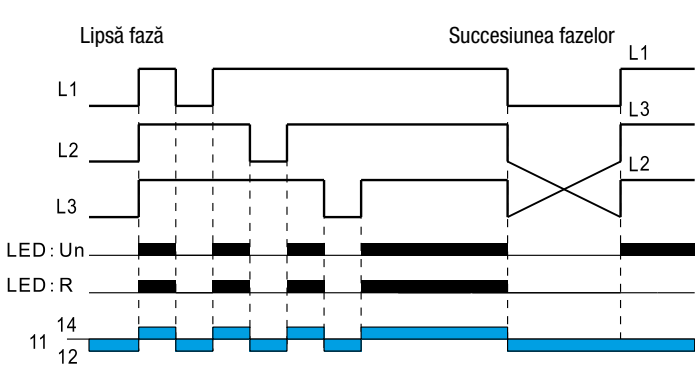 Lipsă fază
Succesiunea fazelor
L1
L1
L3
L2
L2
L3
LED: Un
LED: R
14
11
12